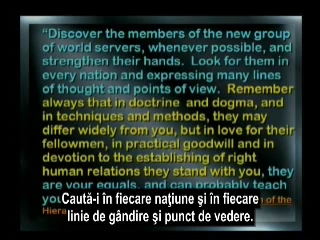 “Discover the members of the new group
of world servers, whenever possible, and
strengthen their hands.  Look for them in
every nation and expressing many lines
of thought and points of view.  Remember
always that in doctrine  and dogma, and
in techniques and methods, they may
differ widely from you, but in love for their
fellowmen, in practical goodwill and in
devotion to the establishing of right
human relations they stand with you, they
are your equals, and can probably teach
you of the
Hiera
Caută-i în fiecare naţiune şi în fiecare
linie de gândire şi punct de vedere.